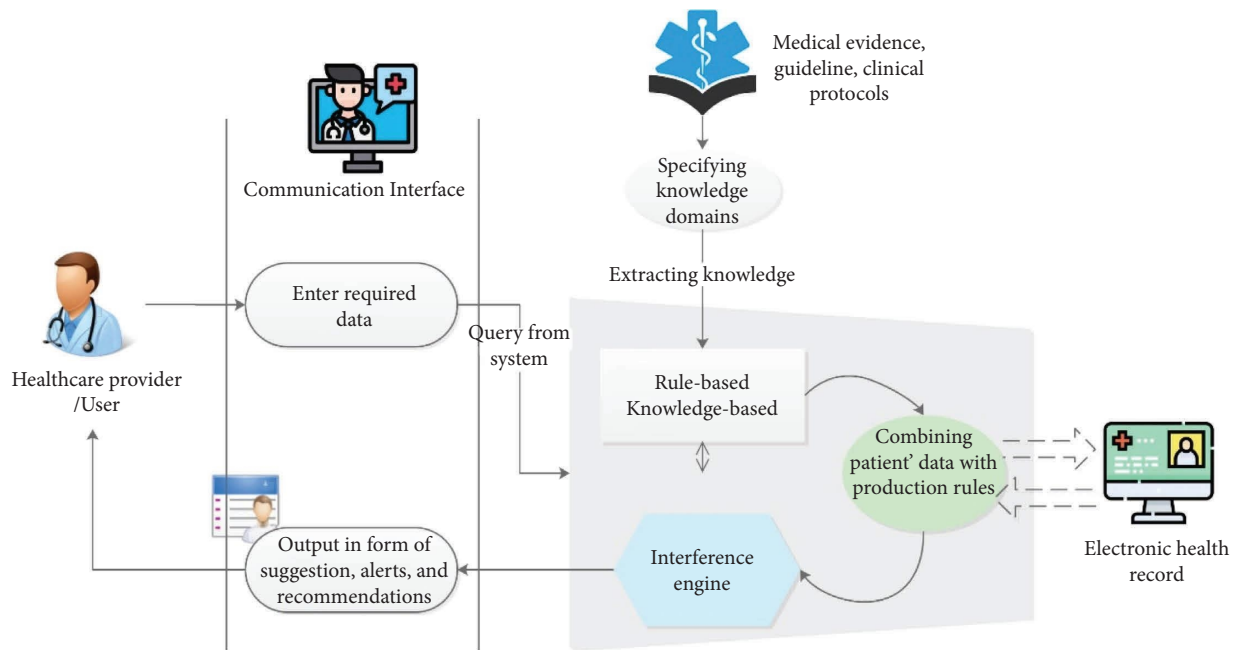 Medical evidence,
guideline, clinical
protocols
Communication Interface
Specifying
knowledge
domains
Extracting knowledge
Healthcare provider
/User
Enter required
data
Query from
system
Rule-based
Knowledge-based
Combining
patient' data with
production rules
Electronic health
record
Interference
engine
Output in form of
suggestion, alerts, and
recommendations